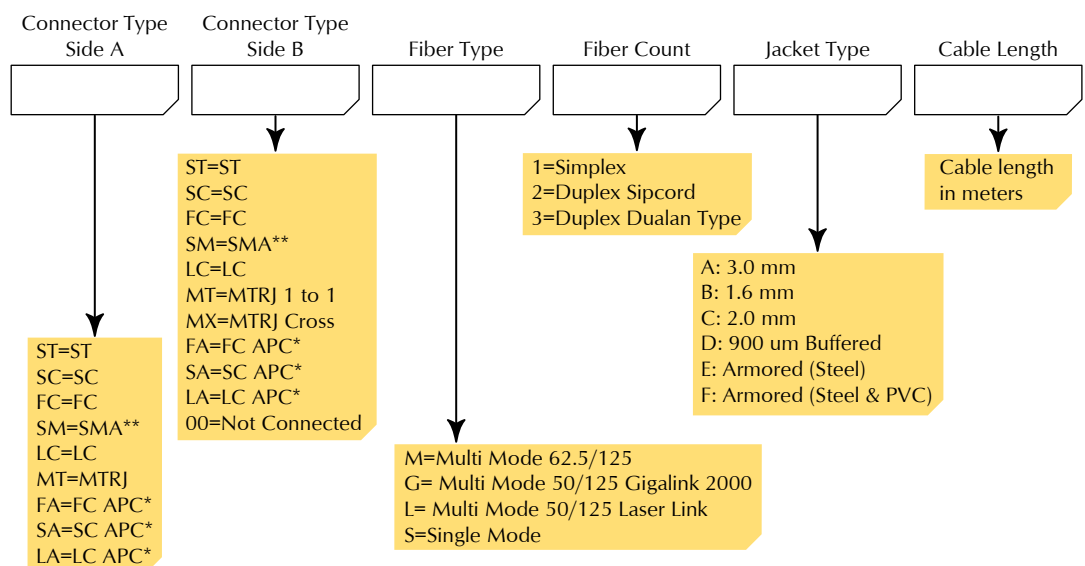 Connector Type
Side A
Connector Type
Side B
Fiber Type
Fiber Count
Jacket Type
Cable Length
ST=ST
SC=SC
FC=FC
SM=SMA**
LC=LC
MT=MTRJ
FA=FC APC*
SA=SC APC*
LA=LC APC*
ST=ST
SC=SC
FC=FC
SM=SMA**
LC=LC
MT=MTRJ 1 to 1
MX=MTRJ Cross
FA=FC APC*
SA=SC APC*
LA=LC APC*
00=Not Connected
M=Multi Mode 62.5/125
G= Multi Mode 50/125 Gigalink 2000
L= Multi Mode 50/125 Laser Link
S=Single Mode
1=Simplex
2=Duplex Sipcord
3=Duplex Dualan Type
A: 3.0 mm
B: 1.6 mm
C: 2.0 mm
D: 900 um Buffered
E: Armored (Steel)
F: Armored (Steel & PVC)
Cable length
in meters